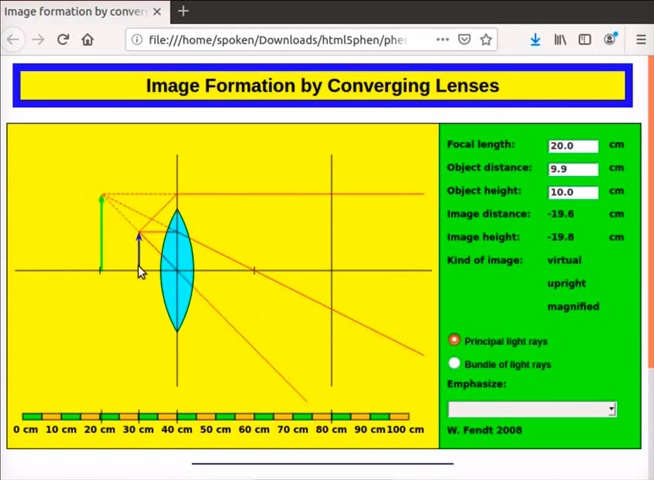 Image formation by conver
file:///home/spoken/Downloads/html5phen/phe
Image Formation by Converging Lenses
Focal length: 20.0 cm
Object distance: 9.9 cm
Object height: 10.0 cm
Image distance: -19.6 cm
Image height: -19.8 cm
Kind of image: virtual
upright
magnified
Principal light rays
Bundle of light rays
Emphasize:
W. Fendt 2008
0 cm 10 cm 20 cm 30 cm 40 cm 50 cm 60 cm 70 cm 80 cm 90 cm 100 cm